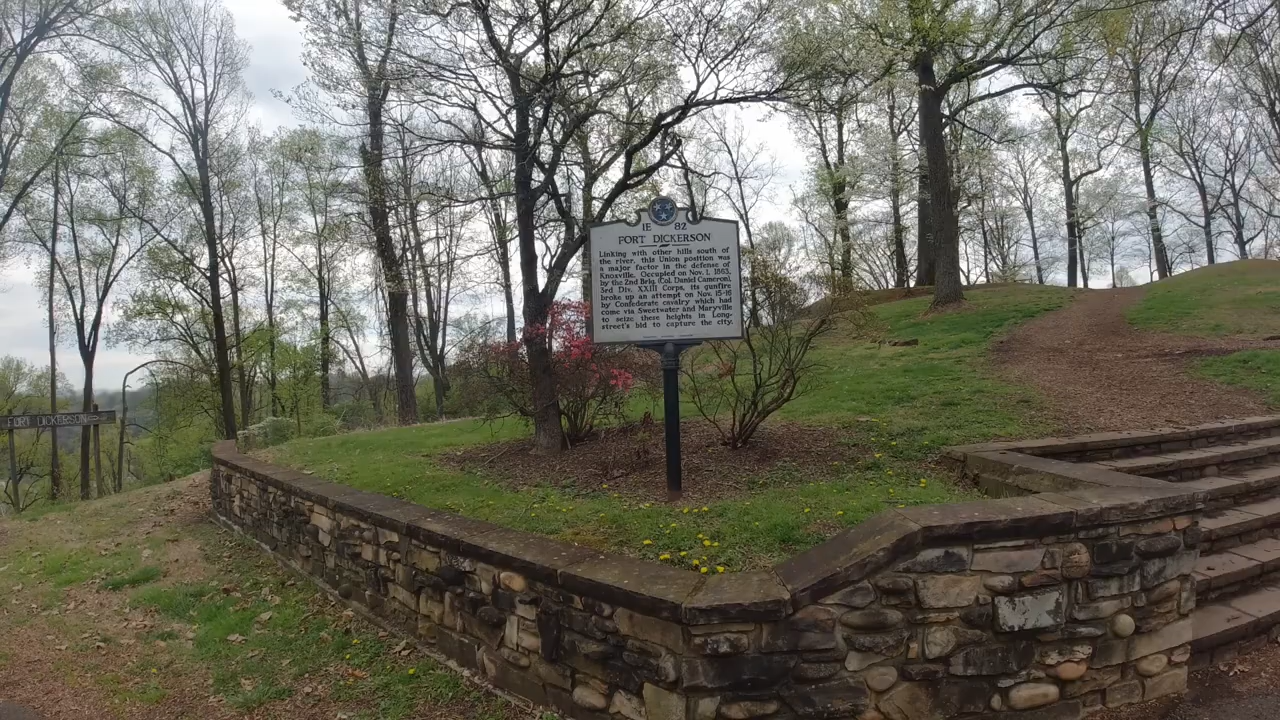 1E 82
FORT DICKERSON
Linking with other hills south of
the river, this Union position was
a major factor in the defense of
Knoxville. Occupied on Nov. 1, 1863,
by the 2nd Brig. (Col. Daniel Cameron),
3rd Div. XXIII Corps, its gunfire
broke up an attempt on Nov. 15-16
by Confederate cavalry which had
come via Sweetwater and Maryville
to seize these heights in Long-
street's bid to capture the city.
FORT DICKERSON